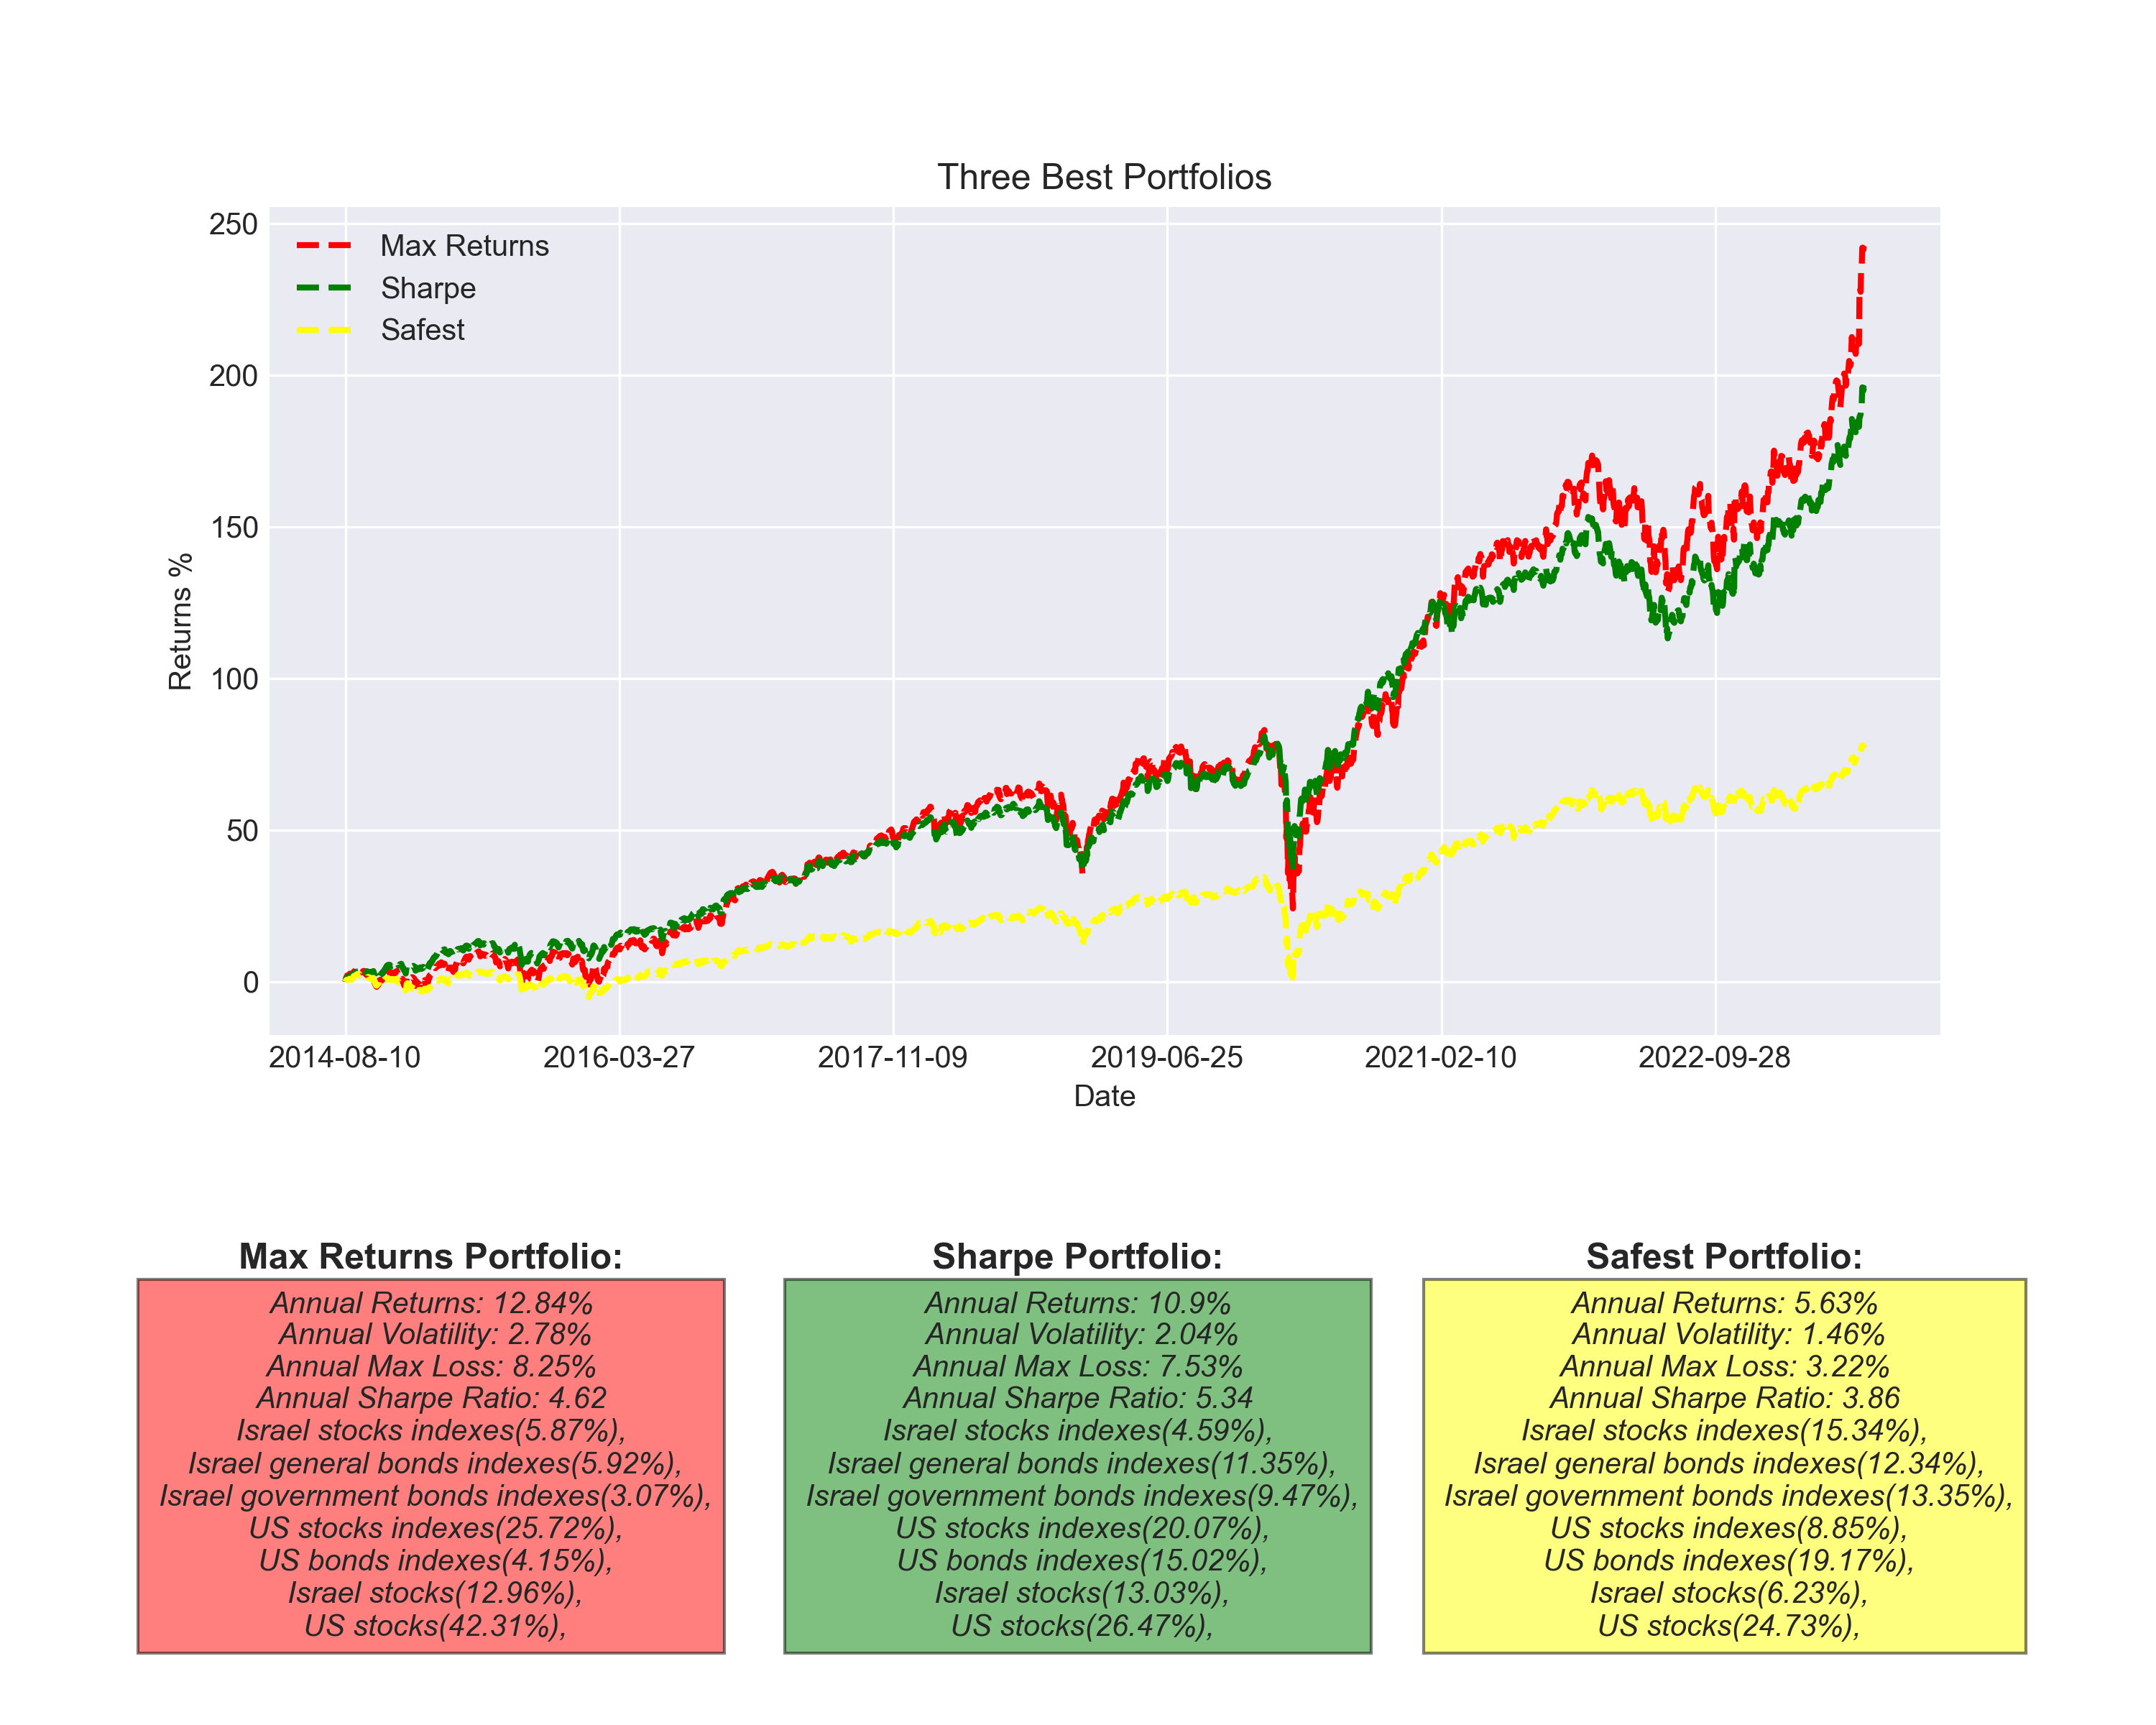 Three Best Portfolios
250
200
150
100
50
0
Returns %
Max Returns
Sharpe
Safest
2014-08-10
2016-03-27
2017-11-09
2019-06-25
2021-02-10
2022-09-28
Date
Max Returns Portfolio:
Annual Returns: 12.84%
Annual Volatility: 2.78%
Annual Max Loss: 8.25%
Annual Sharpe Ratio: 4.62
Israel stocks indexes(5.87%),
Israel general bonds indexes(5.92%),
Israel government bonds indexes(3.07%),
US stocks indexes(25.72%),
US bonds indexes(4.15%),
Israel stocks(12.96%),
US stocks(42.31%),
Sharpe Portfolio:
Annual Returns: 10.9%
Annual Volatility: 2.04%
Annual Max Loss: 7.53%
Annual Sharpe Ratio: 5.34
Israel stocks indexes(4.59%),
Israel general bonds indexes(11.35%),
Israel government bonds indexes(9.47%),
US stocks indexes(20.07%),
US bonds indexes(15.02%),
Israel stocks(13.03%),
US stocks(26.47%),
Safest Portfolio:
Annual Returns: 5.63%
Annual Volatility: 1.46%
Annual Max Loss: 3.22%
Annual Sharpe Ratio: 3.86
Israel stocks indexes(15.34%),
Israel general bonds indexes(12.34%),
Israel government bonds indexes(13.35%),
US stocks indexes(8.85%),
US bonds indexes(19.17%),
Israel stocks(6.23%),
US stocks(24.73%),